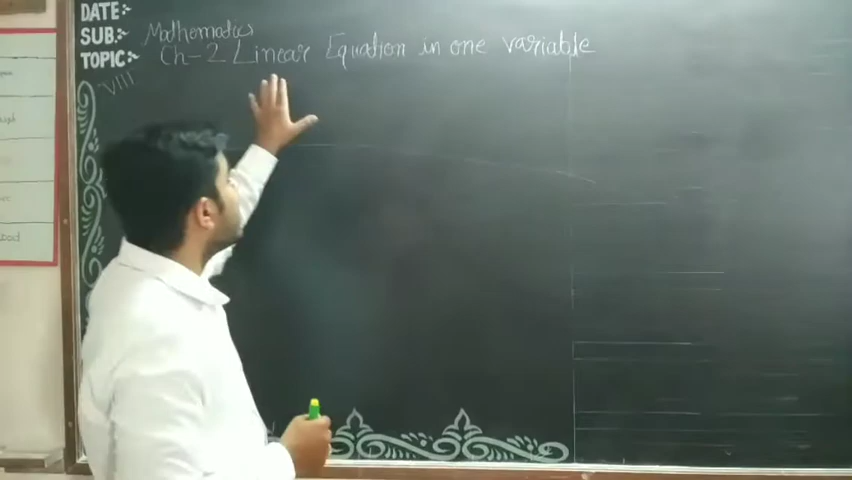 DATE:-
SUB.:- Mathematics
TOPIC:- Ch-2 Linear Equation in one variable
VIII